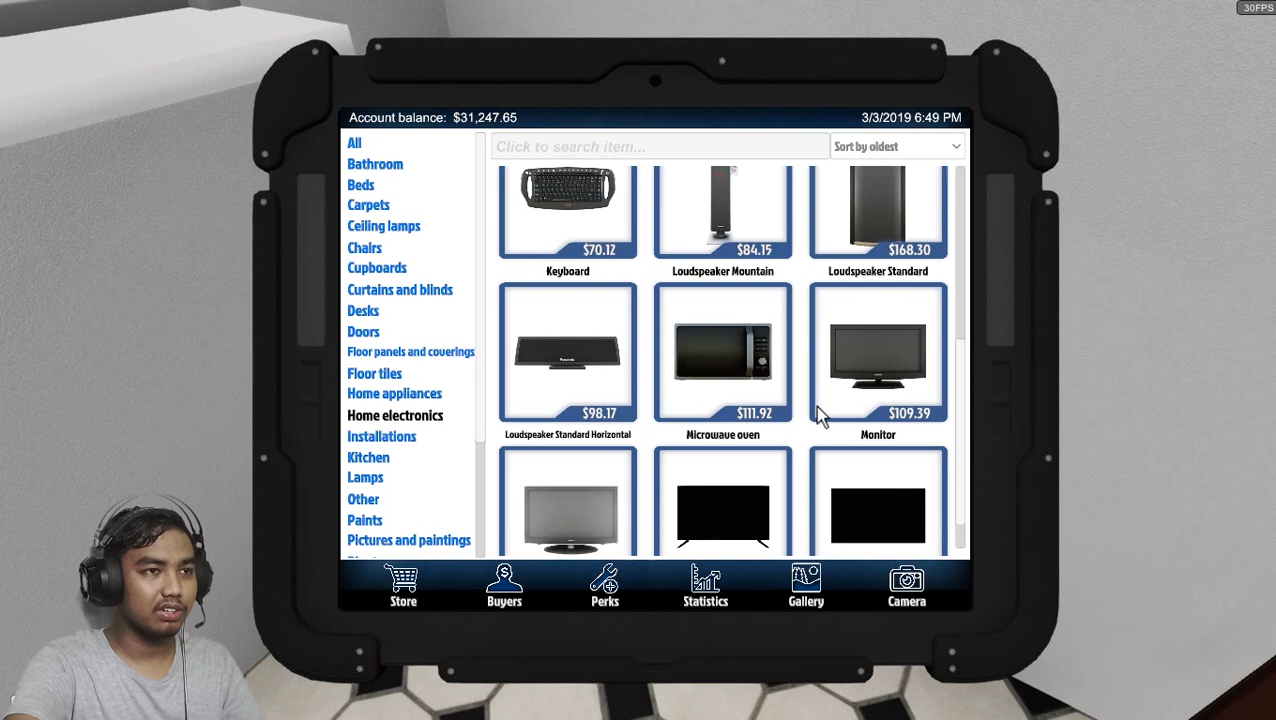 30FPS
Account balance: $31,247.65
3/3/2019 6:49 PM
All
Bathroom
Beds
Carpets
Ceiling lamps
Chairs
Cupboards
Curtains and blinds
Desks
Doors
Floor panels and coverings
Floor tiles
Home appliances
Home electronics
Installations
Kitchen
Lamps
Other
Paints
Pictures and paintings
Click to search item...
Sort by oldest
$70.12
$84.15
$168.30
Keyboard
Loudspeaker Mountain
Loudspeaker Standard
Panasonic
$98.17
$111.92
$109.39
Loudspeaker Standard Horizontal
Microwave oven
Monitor
Store
Buyers
Perks
Statistics
Gallery
Camera